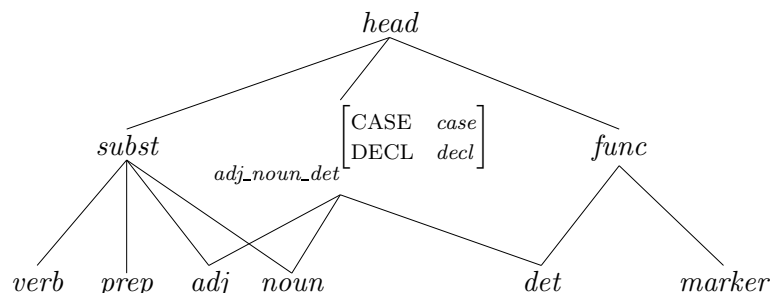 head
CASE case
subst DECL decl func
adj_noun_det
verb prep adj noun det marker